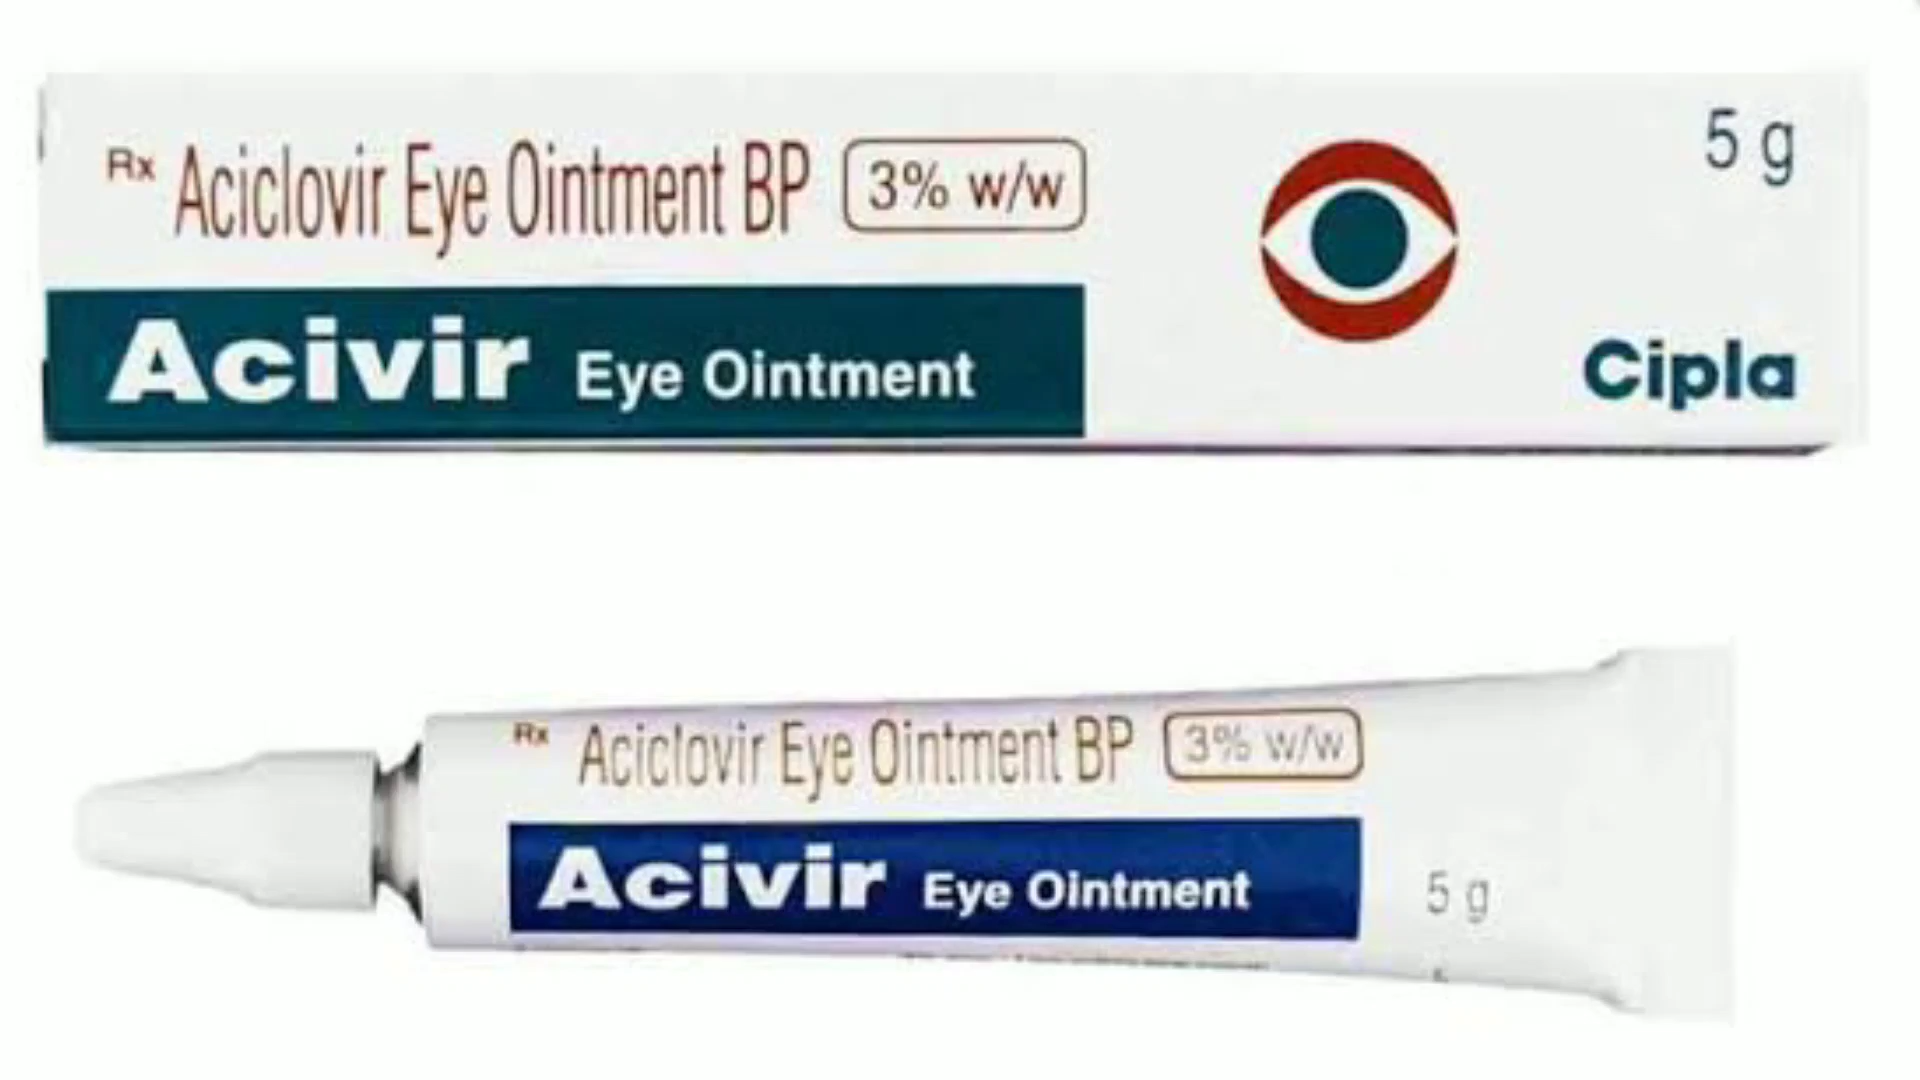 Rx Aciclovir Eye Ointment BP 3% w/w
5 g
Acivir Eye Ointment
Cipla
Rx Aciclovir Eye Ointment BP 3% w/w
Acivir Eye Ointment
5 g